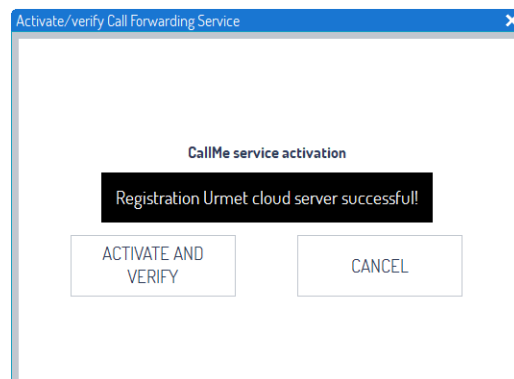 Activate/verify Call Forwarding Service
CallMe service activation
Registration Urmet cloud server successful!
ACTIVATE AND
VERIFY
CANCEL